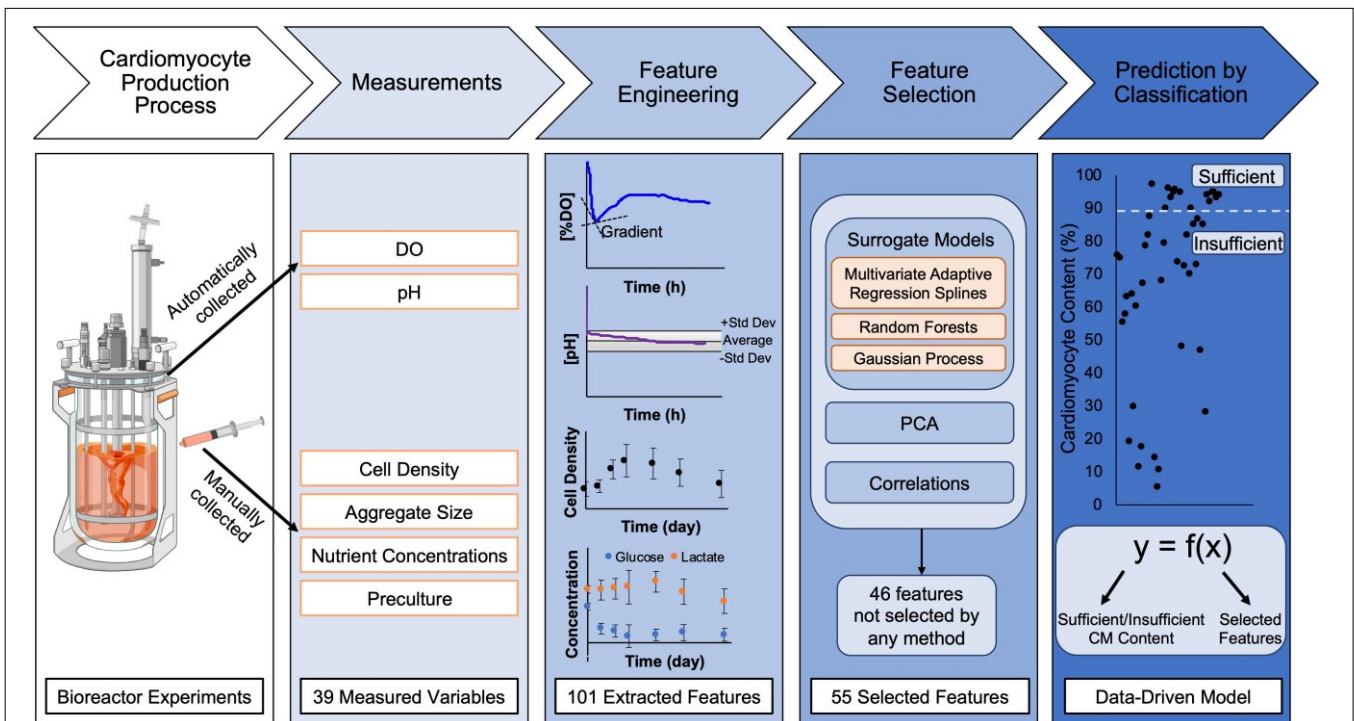 Cardiomyocyte
Production
Process
Measurements
Feature
Engineering
Feature
Selection
Prediction by
Classification
Automatically
collected
Manually
collected
Bioreactor Experiments
DO
pH
Cell Density
Aggregate Size
Nutrient Concentrations
Preculture
39 Measured Variables
[%DO]
Gradient
Time (h)
[pH]
+Std Dev
Average
-Std Dev
Time (h)
Cell Density
Time (day)
Concentration
Glucose
Lactate
Time (day)
101 Extracted Features
Surrogate Models
Multivariate Adaptive
Regression Splines
Random Forests
Gaussian Process
PCA
Correlations
46 features
not selected by
any method
55 Selected Features
Cardiomyocyte Content (%)
100
90
80
70
60
50
40
30
20
10
0
Sufficient
Insufficient
y = f(x)
Sufficient/Insufficient
CM Content
Selected
Features
Data-Driven Model